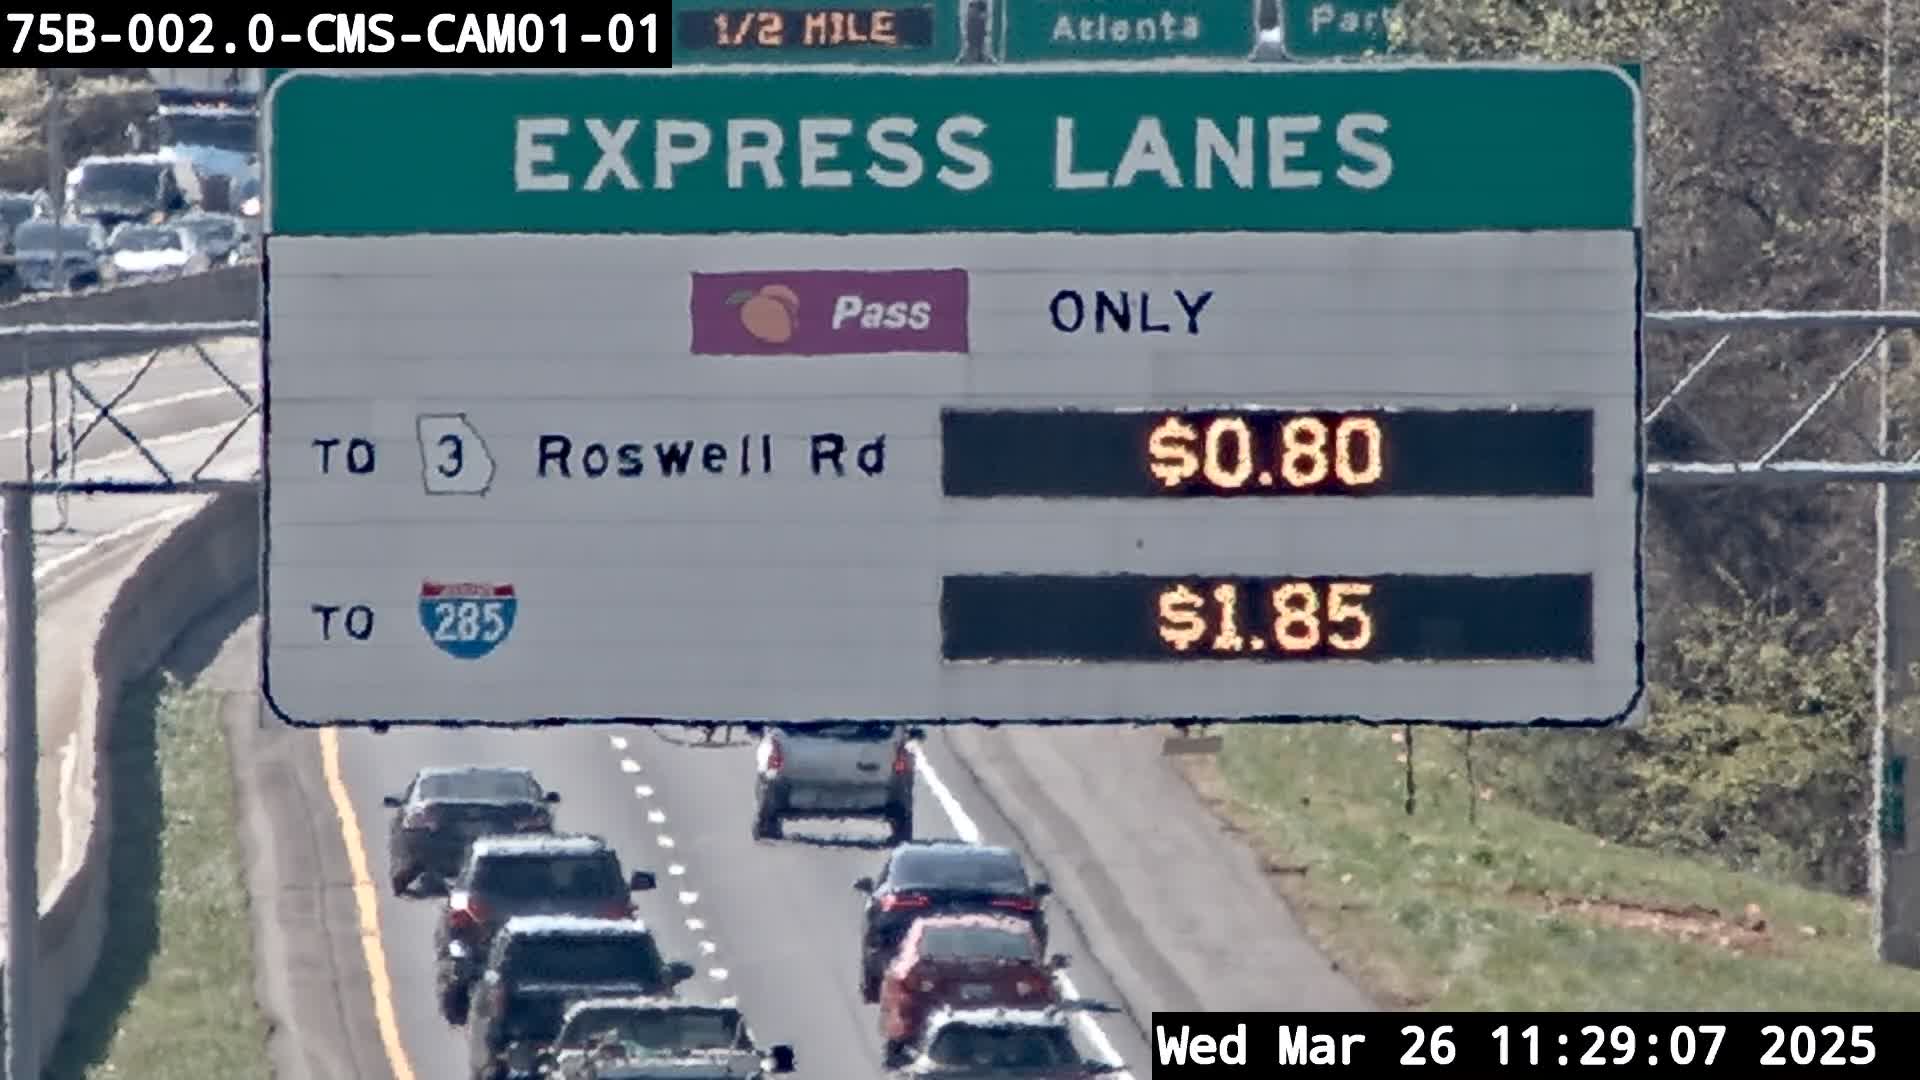 75B-002.0-CMS-CAM01-01
1/2 MILE
Atlanta
EXPRESS LANES
Pass ONLY
TO 3 Roswell Rd $0.80
TO 285 $1.85
Wed Mar 26 11:29:07 2025